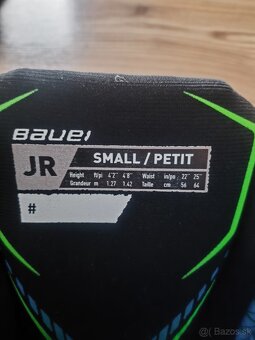 BAUER
JR SMALL / PETIT
Height ft/pi 4'2" 4'8" Waist in/po 22" 25"
Grandeur m 1.27 1.42 Taille cm 56 64
#
Bazos.sk